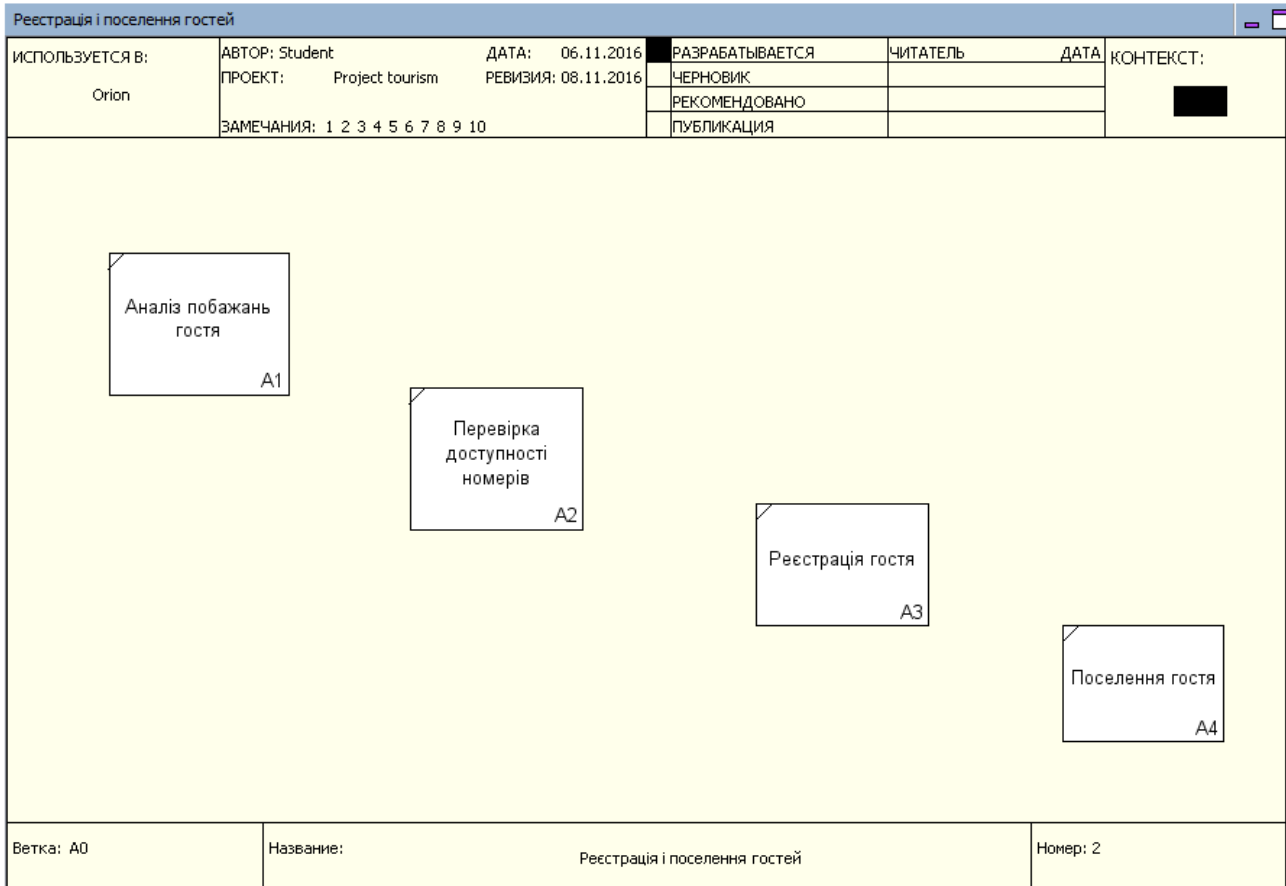 Реєстрація і поселення гостей
ИСПОЛЬЗУЕТСЯ В:
Orion
АВТОР: Student ДАТА: 06.11.2016
ПРОЕКТ: Project tourism РЕВИЗИЯ: 08.11.2016
ЗАМЕЧАНИЯ: 1 2 3 4 5 6 7 8 9 10
РАЗРАБАТЫВАЕТСЯ
ЧЕРНОВИК
РЕКОМЕНДОВАНО
ПУБЛИКАЦИЯ
ЧИТАТЕЛЬ ДАТА
КОНТЕКСТ:
Аналіз побажань
гостя
A1
Перевірка
доступності
номерів
A2
Реєстрація гостя
A3
Поселення гостя
A4
Ветка: A0
Название:
Реєстрація і поселення гостей
Номер: 2